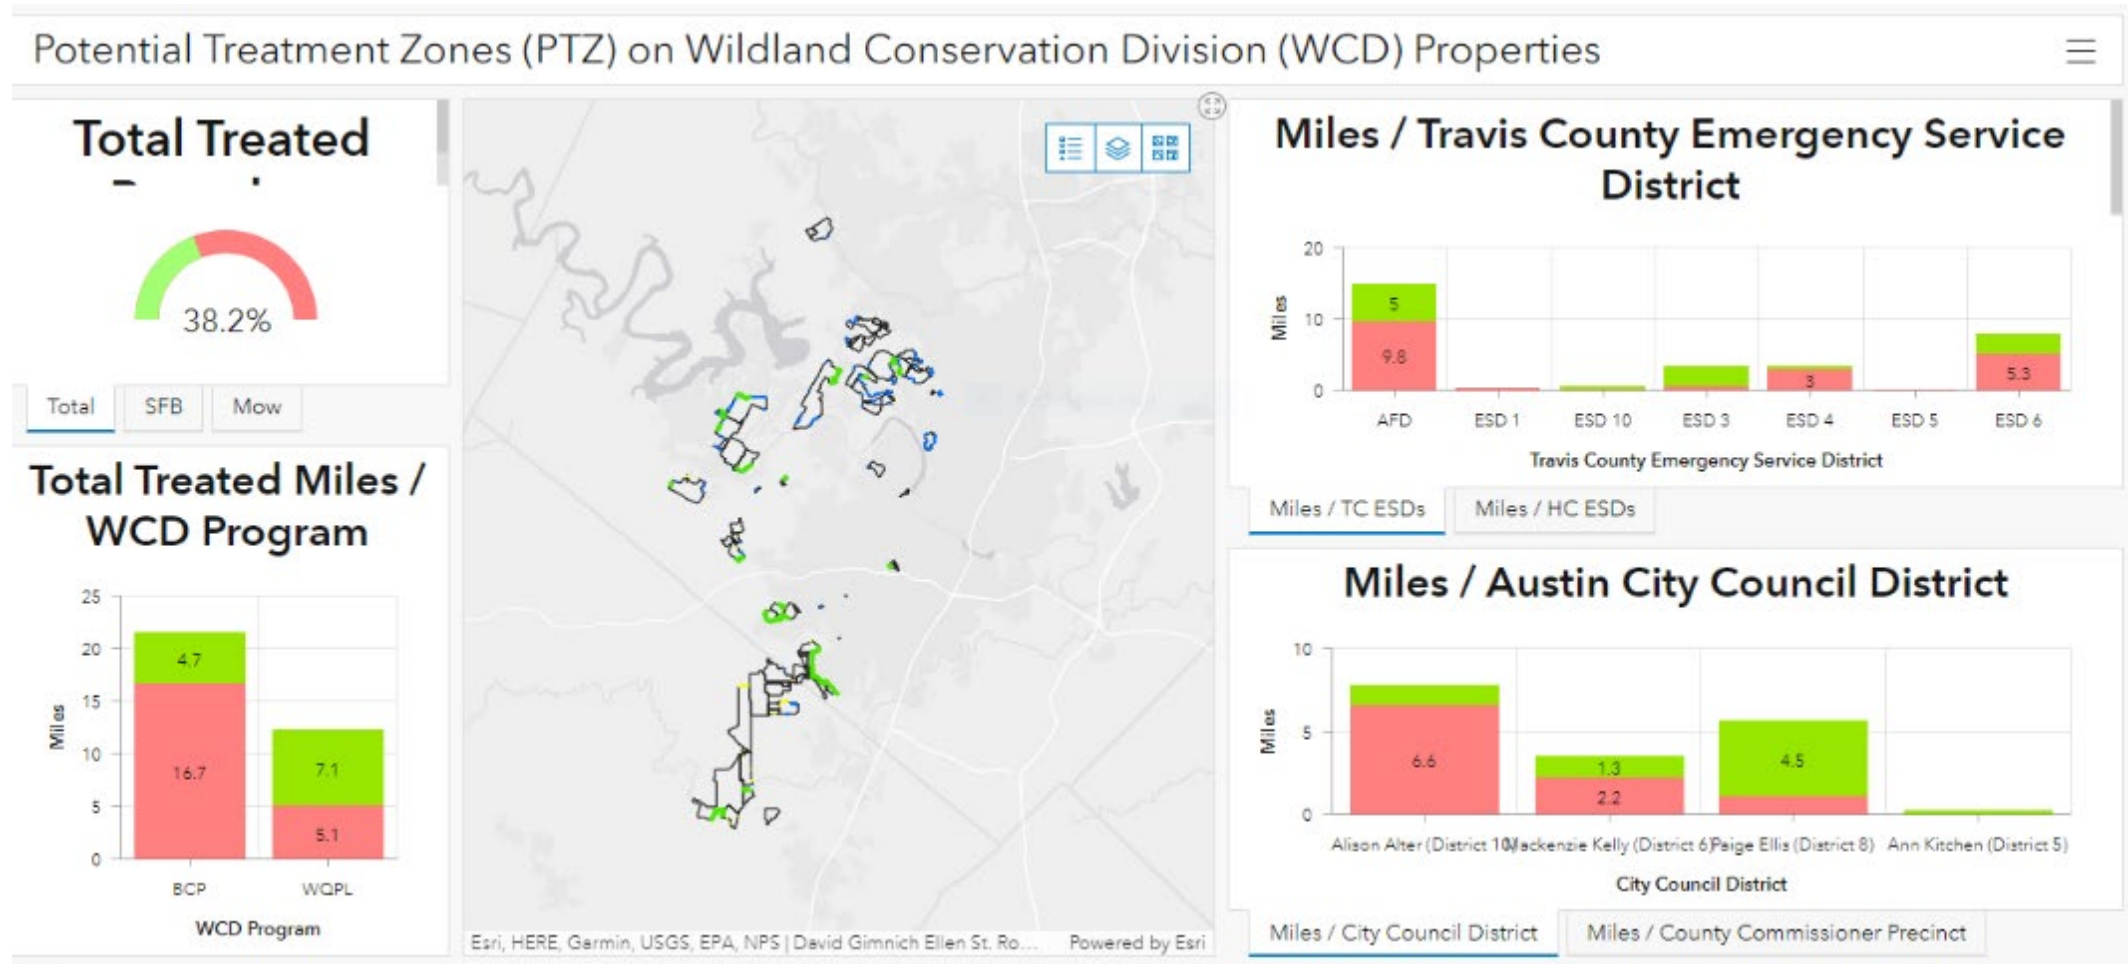 Potential Treatment Zones (PTZ) on Wildland Conservation Division (WCD) Properties
Total Treated
38.2%
Total
SFB
Mow
Total Treated Miles /
WCD Program
25
20
15
10
5
0
Miles
4.7
16.7
7.1
5.1
BCP
WQPL
WCD Program
Esri, HERE, Garmin, USGS, EPA, NPS | David Gimnich Ellen St. Ro...
Powered by Esri
Miles / Travis County Emergency Service
District
20
10
0
Miles
5
9.8
3
5.3
AFD
ESD 1
ESD 10
ESD 3
ESD 4
ESD 5
ESD 6
Travis County Emergency Service District
Miles / TC ESDs
Miles / HC ESDs
Miles / Austin City Council District
10
5
0
Miles
6.6
1.3
2.2
4.5
Alison Alter (District 10)
Mackenzie Kelly (District 6)
Paige Ellis (District 8)
Ann Kitchen (District 5)
City Council District
Miles / City Council District
Miles / County Commissioner Precinct